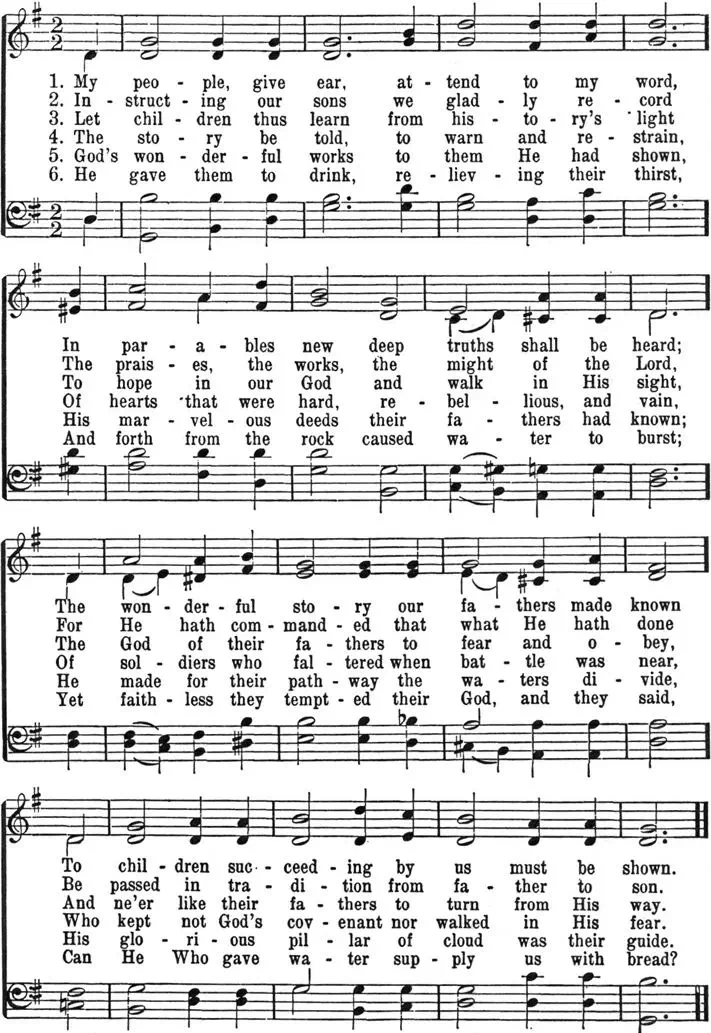 2
2
1. My peo - ple, give ear, at - tend to my word,
2. In - struct - ing our sons we glad - ly re - cord
3. Let chil - dren thus learn from his - to - ry's light
4. The sto - ry be told, to warn and re - strain,
5. God's won - der - ful works to them He had shown,
6. He gave them to drink, re - liev - ing their thirst,
2
2
In par - a - bles new deep truths shall be heard;
The prais - es, the works, the might of the Lord,
To hope in our God and walk in His sight,
Of hearts that were hard, re - bel - lious, and vain,
His mar - vel - ous deeds their fa - thers had known;
And forth from the rock caused wa - ter to burst;
The won - der - ful sto - ry our fa - thers made known
For He hath com - mand - ed that what He hath done
The God of their fa - thers to fear and o - bey,
Of sol - diers who fal - tered when bat - tle was near,
He made for their path - way the wa - ters di - vide,
Yet faith - less they tempt - ed their God, and they said,
To chil - dren suc - ceed - ing by us must be shown.
Be passed in tra - di - tion from fa - ther to son.
And ne'er like their fa - thers to turn from His way.
Who kept not God's cov - enant nor walked in His fear.
His glo - ri - ous pil - lar of cloud was their guide.
Can He Who gave wa - ter sup - ply us with bread?